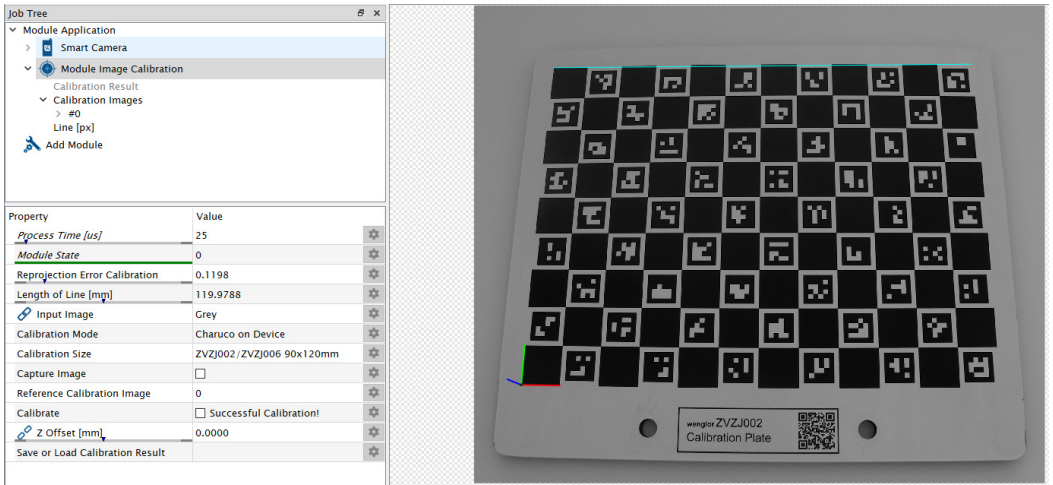 Job Tree
Module Application
Smart Camera
Module Image Calibration
Calibration Result
Calibration Images
#0
Line [px]
Add Module
Property Value
Process Time [us] 25
Module State 0
Reprojection Error Calibration 0.1198
Length of Line [mm] 119.9788
Input Image Grey
Calibration Mode Charuco on Device
Calibration Size ZVZJ002/ZVZJ006 90x120mm
Capture Image
Reference Calibration Image 0
Calibrate Successful Calibration!
Z Offset [mm] 0.0000
Save or Load Calibration Result
wenglor ZVZJ002
Calibration Plate